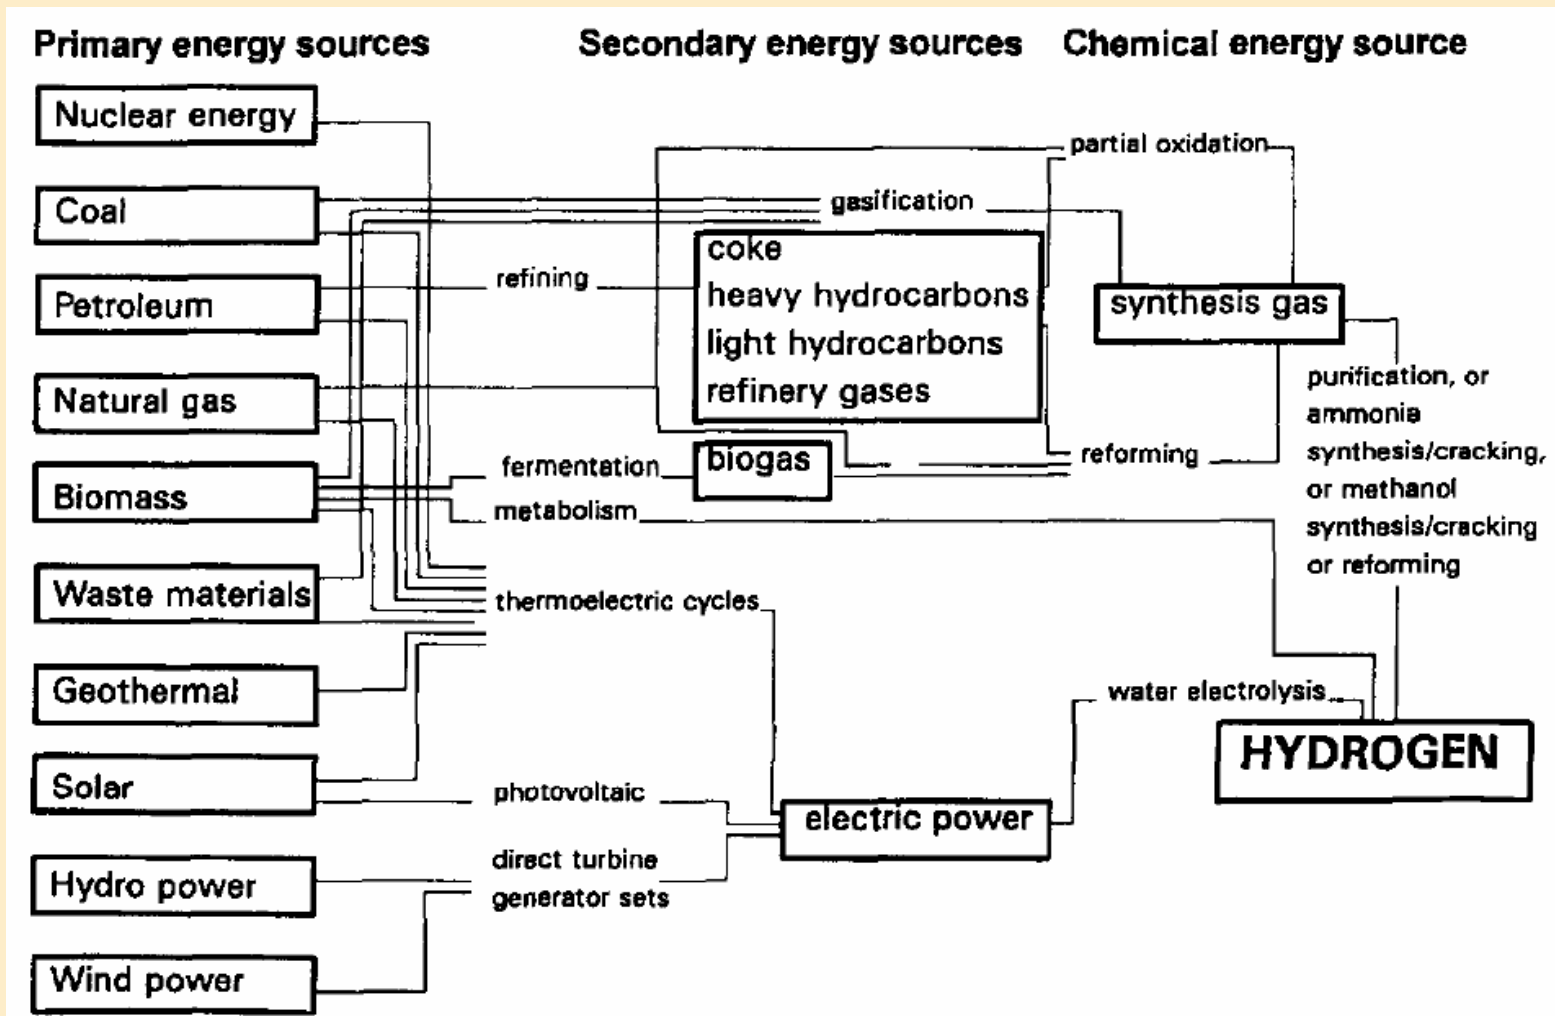 Primary energy sources
Secondary energy sources
Chemical energy source
Nuclear energy
Coal
Petroleum
Natural gas
Biomass
Waste materials
Geothermal
Solar
Hydro power
Wind power
refining
fermentation
metabolism
thermoelectric cycles
photovoltaic
direct turbine
generator sets
gasification
coke
heavy hydrocarbons
light hydrocarbons
refinery gases
biogas
electric power
partial oxidation
synthesis gas
reforming
purification, or
ammonia
synthesis/cracking,
or methanol
synthesis/cracking
or reforming
water electrolysis
HYDROGEN